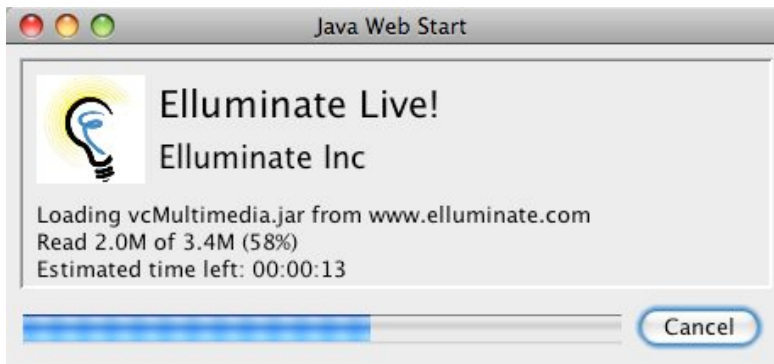 Java Web Start
Elluminate Live!
Elluminate Inc
Loading vcMultimedia.jar from www.elluminate.com
Read 2.0M of 3.4M (58%)
Estimated time left: 00:00:13
Cancel